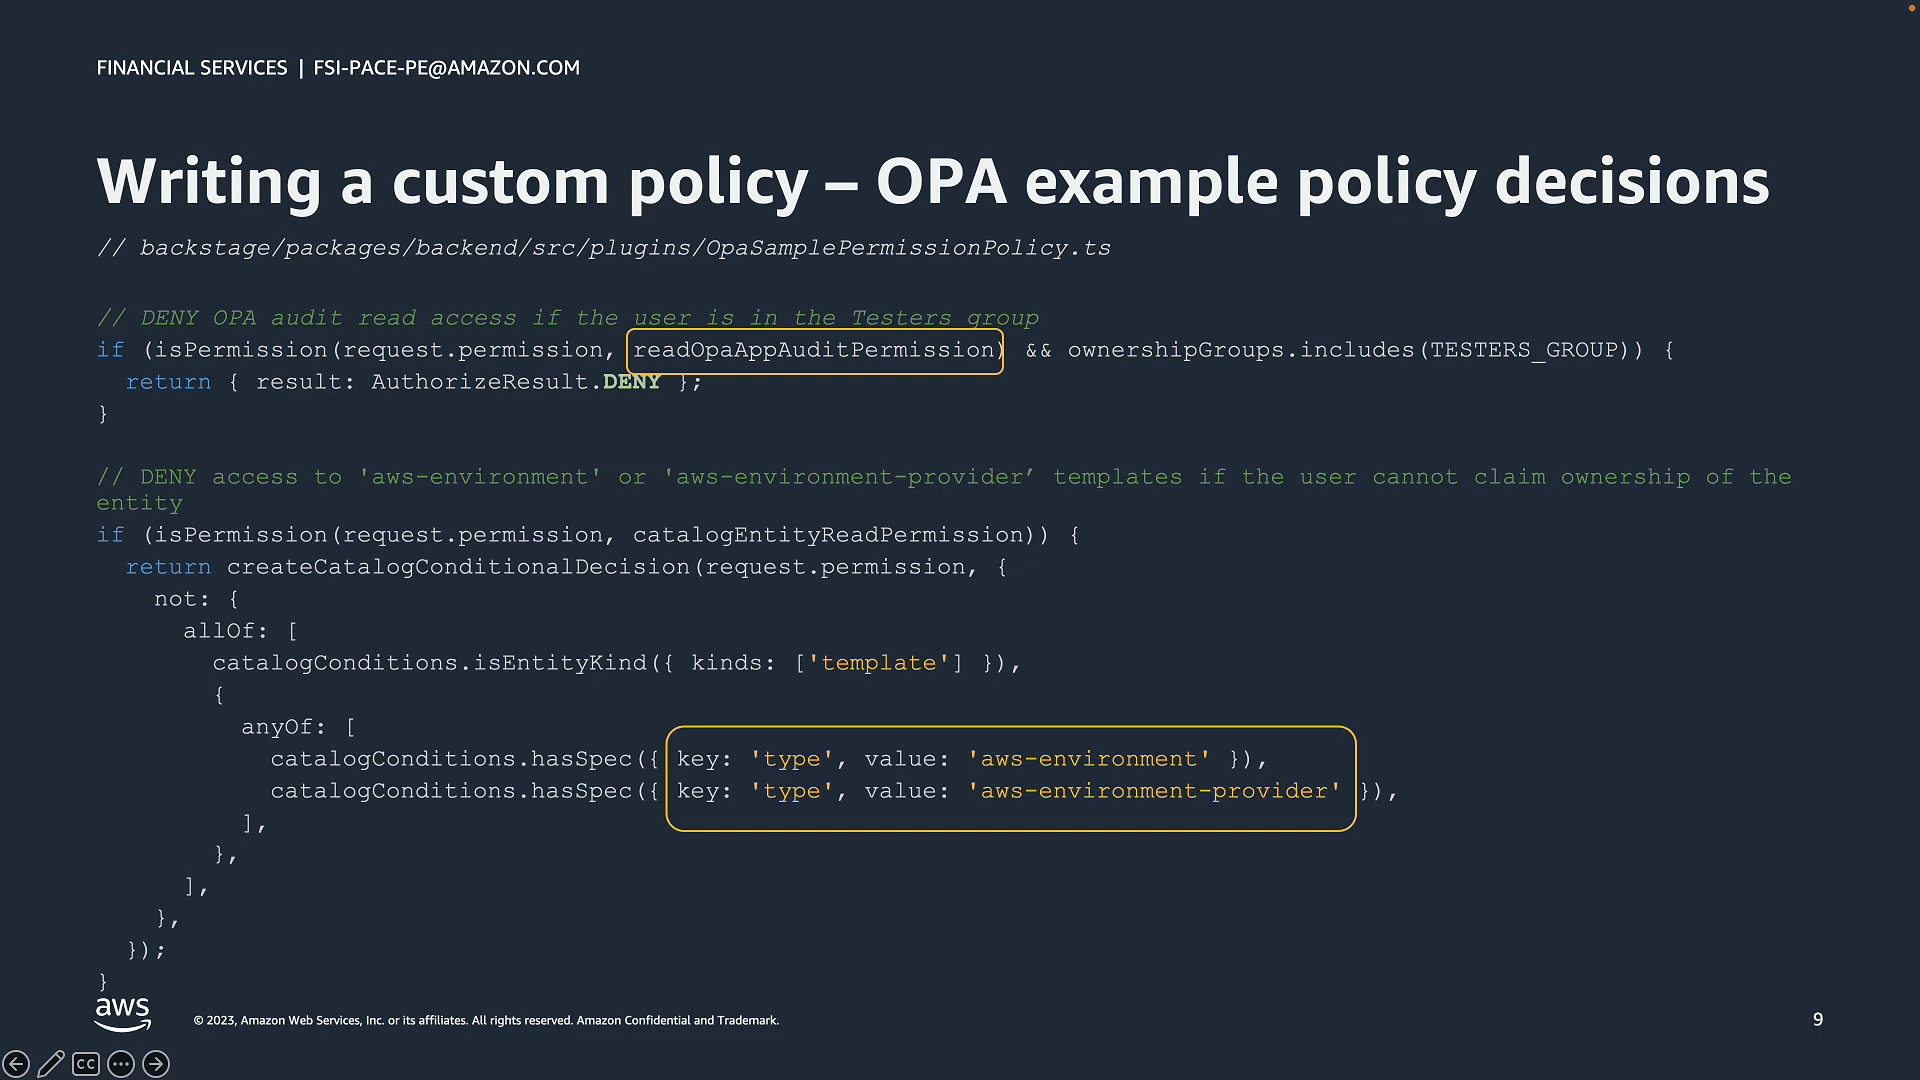 FINANCIAL SERVICES | FSI-PACE-PE@AMAZON.COM
Writing a custom policy – OPA example policy decisions
// backstage/packages/backend/src/plugins/OpaSamplePermissionPolicy.ts
// DENY OPA audit read access if the user is in the Testers group
if (isPermission(request.permission, readOpaAppAuditPermission) && ownershipGroups.includes(TESTERS_GROUP)) {
  return { result: AuthorizeResult.DENY };
}
// DENY access to 'aws-environment' or 'aws-environment-provider’ templates if the user cannot claim ownership of the
entity
if (isPermission(request.permission, catalogEntityReadPermission)) {
  return createCatalogConditionalDecision(request.permission, {
    not: {
      allOf: [
        catalogConditions.isEntityKind({ kinds: ['template'] }),
        {
          anyOf: [
            catalogConditions.hasSpec({ key: 'type', value: 'aws-environment' }),
            catalogConditions.hasSpec({ key: 'type', value: 'aws-environment-provider' }),
          ],
        },
      ],
    },
  });
}
aws
© 2023, Amazon Web Services, Inc. or its affiliates. All rights reserved. Amazon Confidential and Trademark.
9
CC